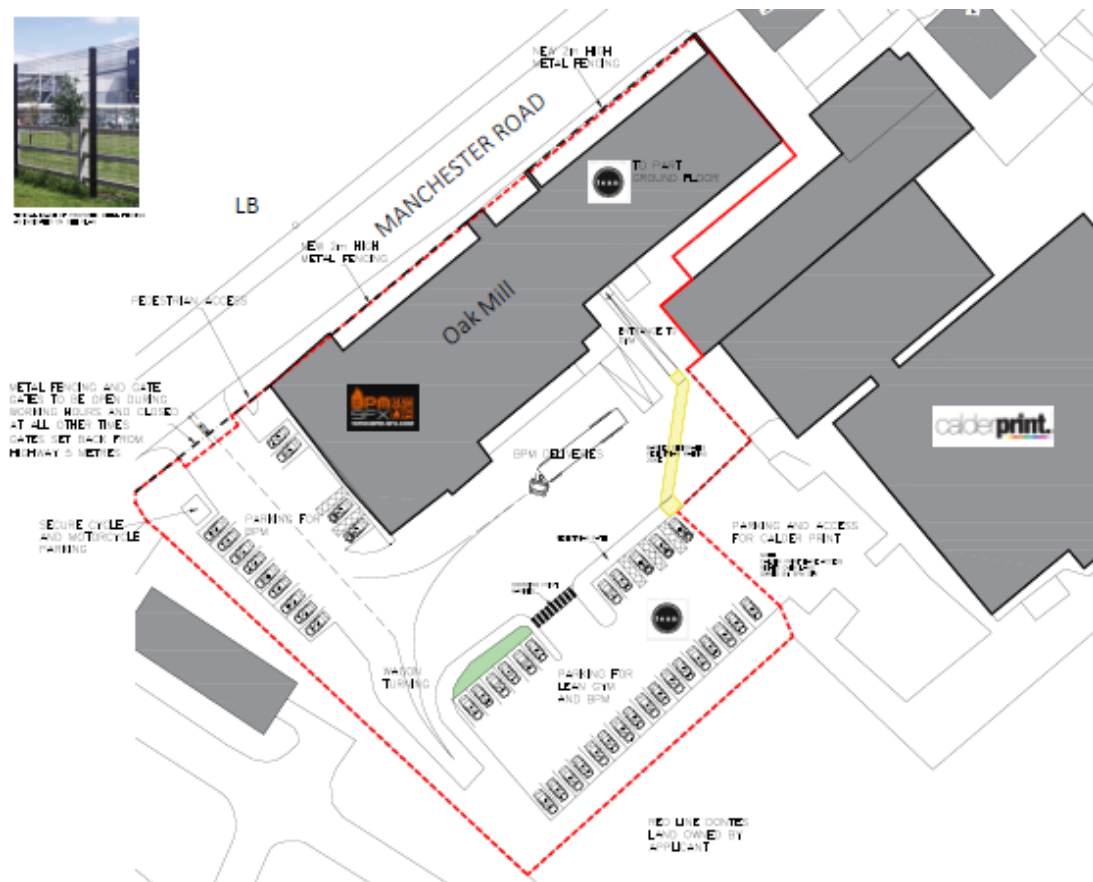 NEW 2m HIGH
METAL FENCING
MANCHESTER ROAD
LB
TO PART
GROUND FLOOR
NEW 2m HIGH
METAL FENCING
PEDESTRIAN ACCESS
Oak Mill
ENTRANCE TO
GYM
METAL FENCING AND GATE
GATES TO BE OPEN DURING
WORKING HOURS AND CLOSED
AT ALL OTHER TIMES
GATES SET BACK FROM
HIGHWAY 5 METRES
BPM
SFX
calderprint.
BPM DELIVERIES
SECURE CYCLE
AND MOTORCYCLE
PARKING
PARKING FOR
BPM
PARKING AND ACCESS
FOR CALDER PRINT
WAGON
TURNING
PARKING FOR
LEAN GYM
AND BPM
RED LINE DONTES
LAND OWNED BY
APPLICANT